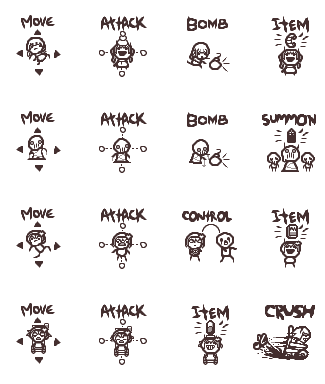 MOVE ATTACK BOMB ITEM
MOVE ATTACK BOMB SUMMON
MOVE ATTACK CONTROL ITEM
MOVE ATTACK ITEM CRUSH